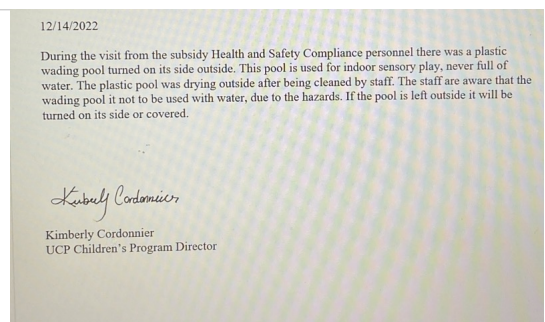 12/14/2022
During the visit from the subsidy Health and Safety Compliance personnel there was a plastic
wading pool turned on its side outside. This pool is used for indoor sensory play, never full of
water. The plastic pool was drying outside after being cleaned by staff. The staff are aware that the
wading pool it not to be used with water, due to the hazards. If the pool is left outside it will be
turned on its side or covered.
Kimberly Cordonnier
Kimberly Cordonnier
UCP Children's Program Director